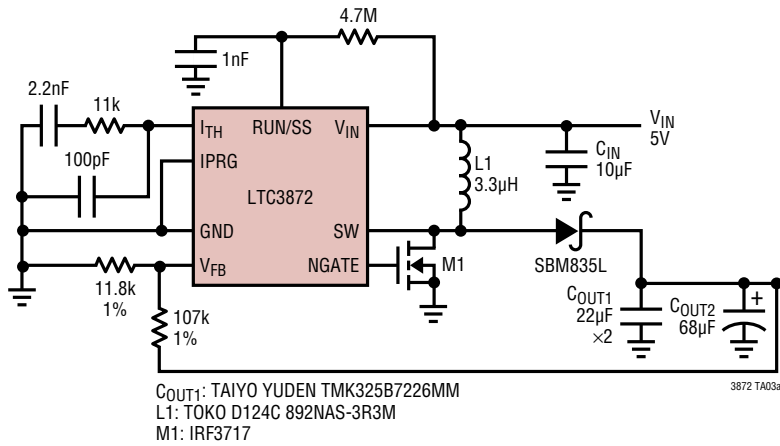 4.7M
1nF
2.2nF
11k
100pF
ITH
RUN/SS
VIN
IPRG
LTC3872
GND
SW
VFB
NGATE
L1
3.3µH
CIN
10µF
VIN
5V
M1
SBM835L
11.8k
1%
107k
1%
COUT1
22µF
×2
COUT2
68µF
+
3872 TA03a
COUT1: TAIYO YUDEN TMK325B7226MM
L1: TOKO D124C 892NAS-3R3M
M1: IRF3717